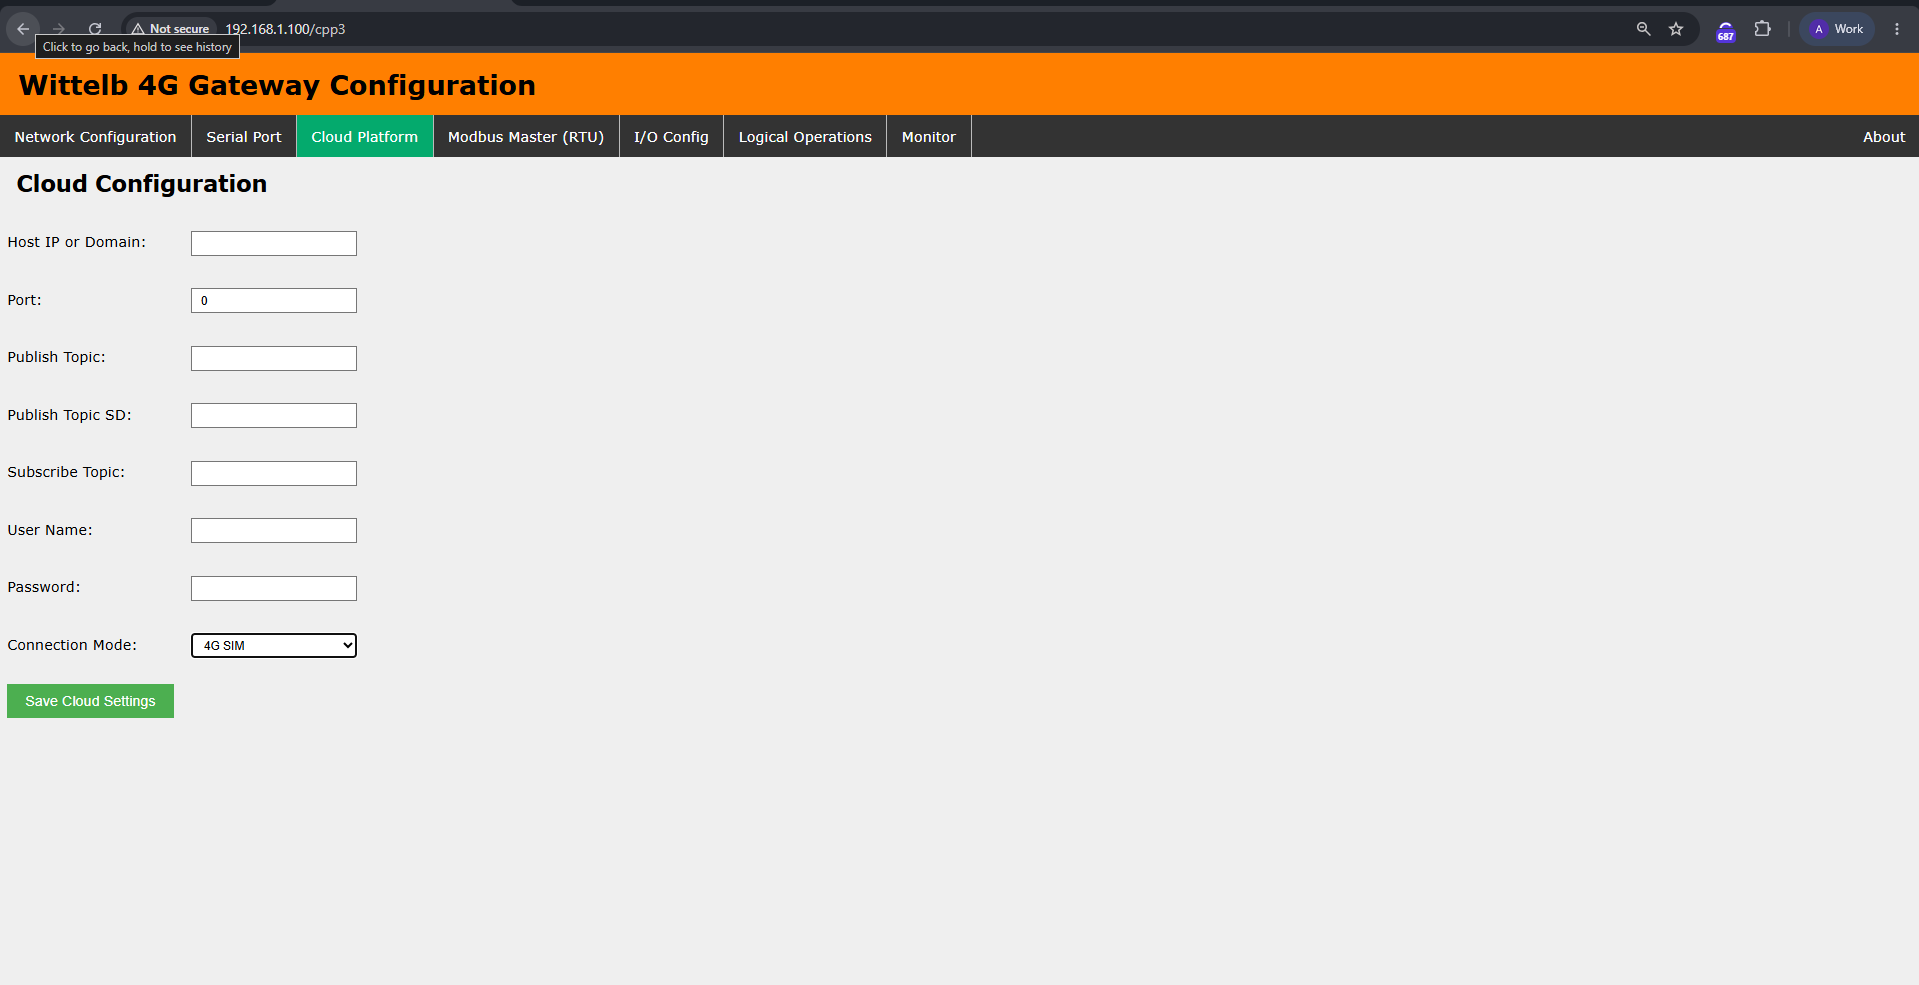 Not secure 192.168.1.100/cpp3
687
A Work
Click to go back, hold to see history
Wittelb 4G Gateway Configuration
Network Configuration Serial Port Cloud Platform Modbus Master (RTU) I/O Config Logical Operations Monitor About
Cloud Configuration
Host IP or Domain:
Port: 0
Publish Topic:
Publish Topic SD:
Subscribe Topic:
User Name:
Password:
Connection Mode: 4G SIM
Save Cloud Settings